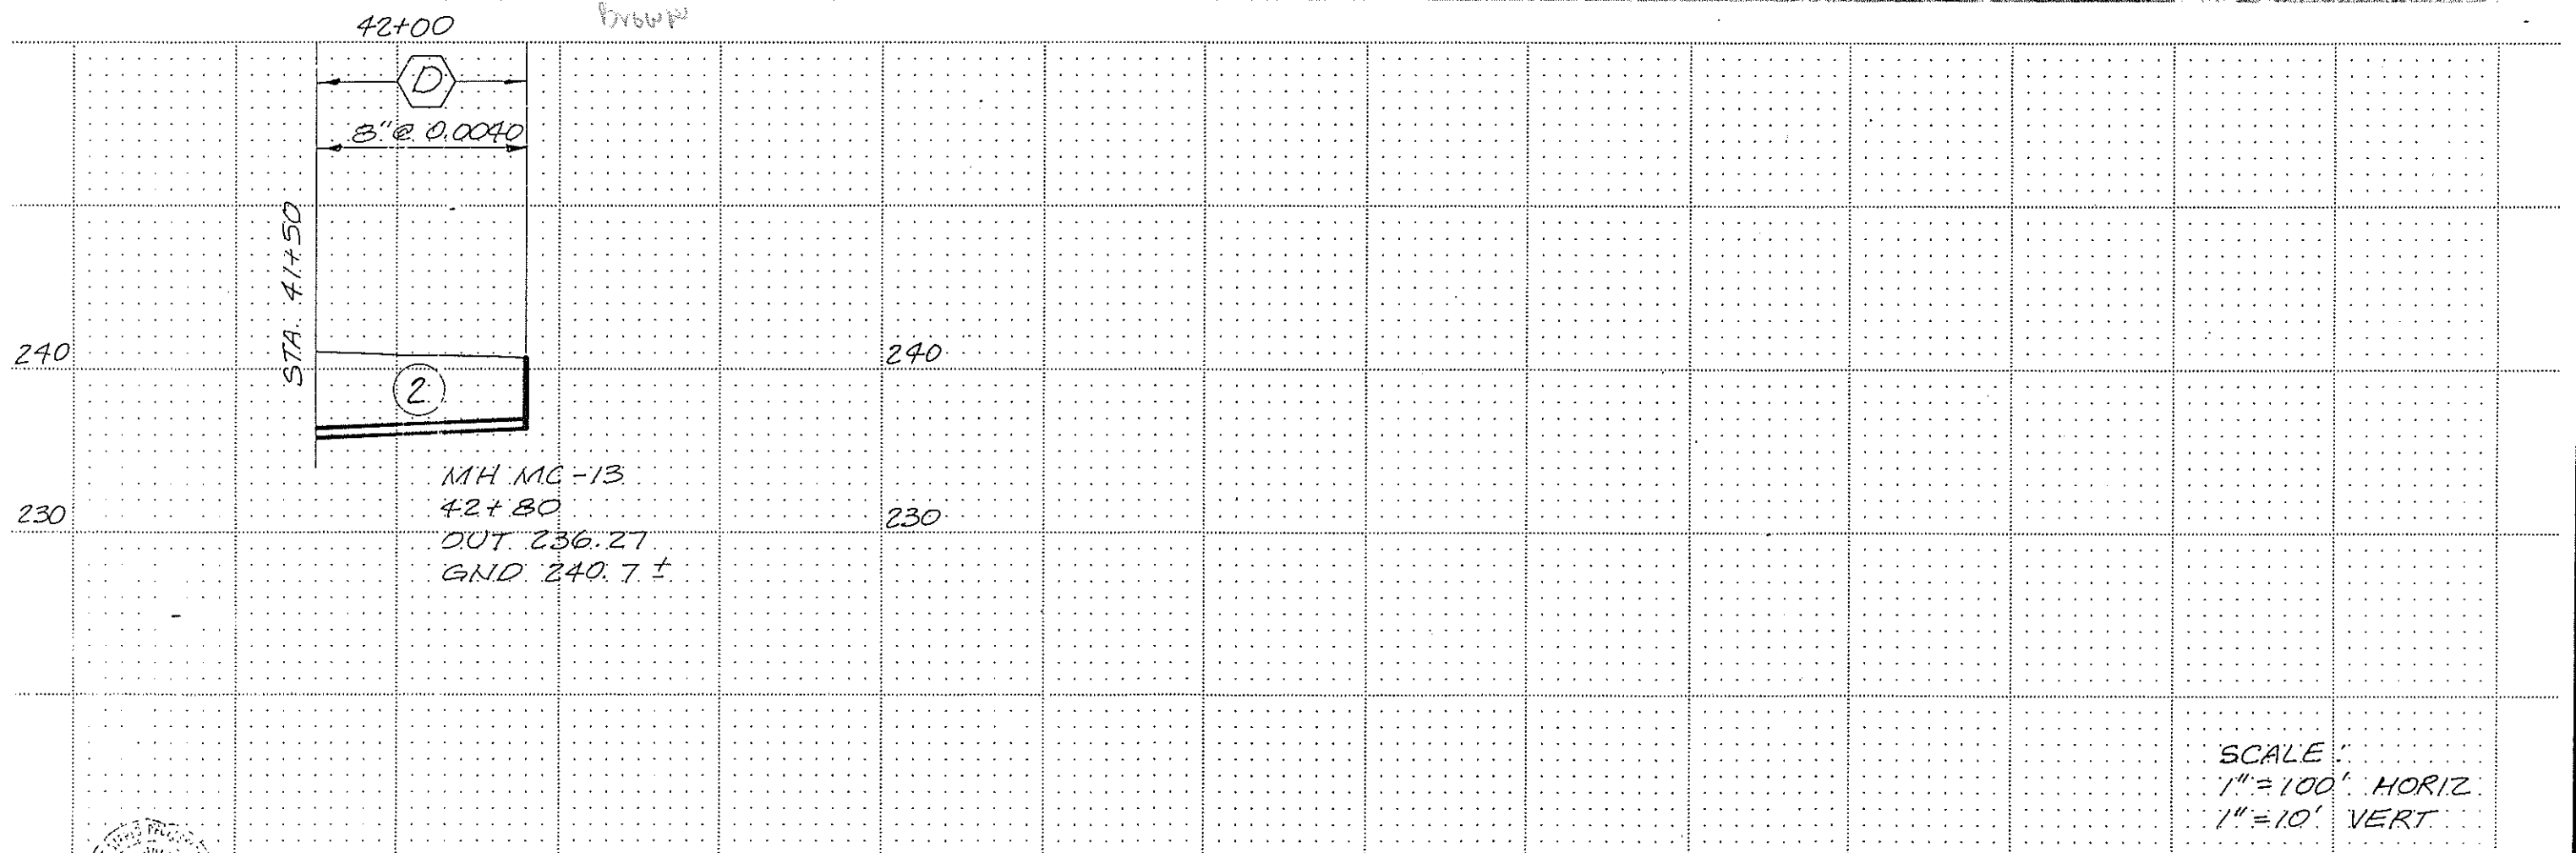 42+00
Brown
D
8"@ 0.0040
STA. 41+50
240
240
2
MH MC-13
42+80
230
230
OUT 236.27
GND 240.7 ±
SCALE:
1"=100' HORIZ
1"=10' VERT